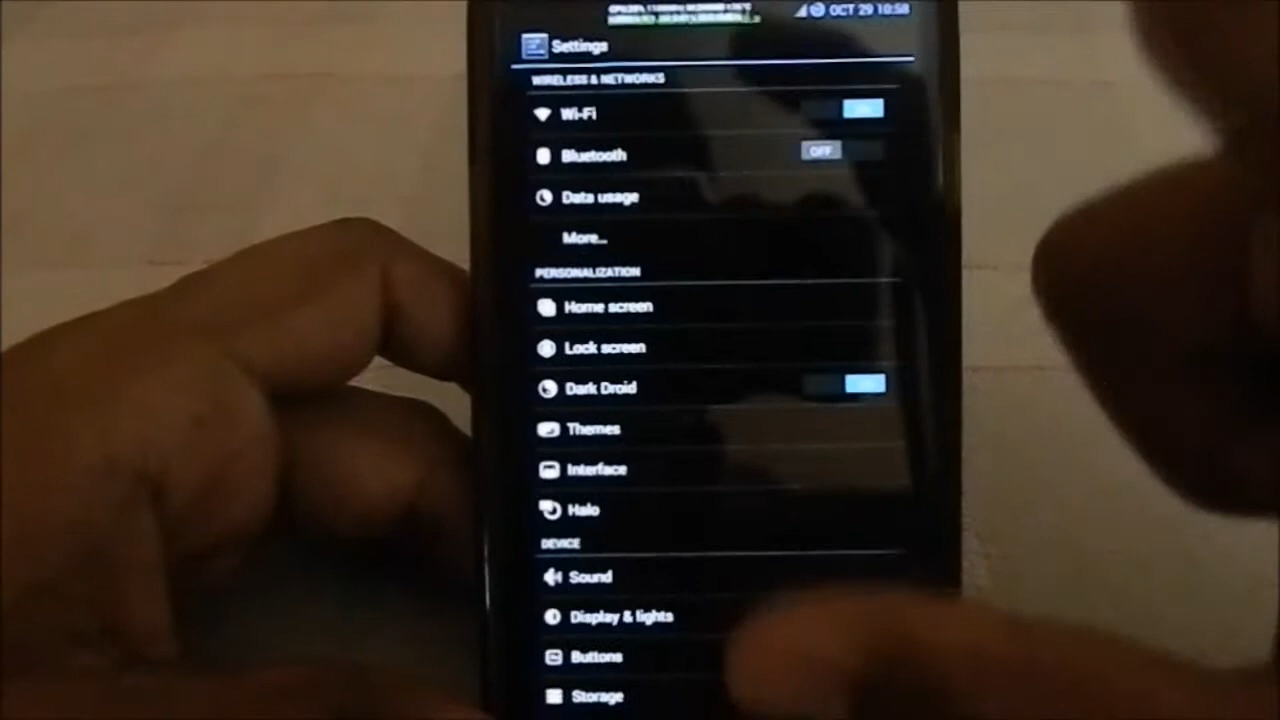 OCT 29 10:58
Settings
WIRELESS & NETWORKS
Wi-Fi
Bluetooth OFF
Data usage
More...
PERSONALIZATION
Home screen
Lock screen
Dark Droid
Themes
Interface
Halo
DEVICE
Sound
Display & lights
Buttons
Storage